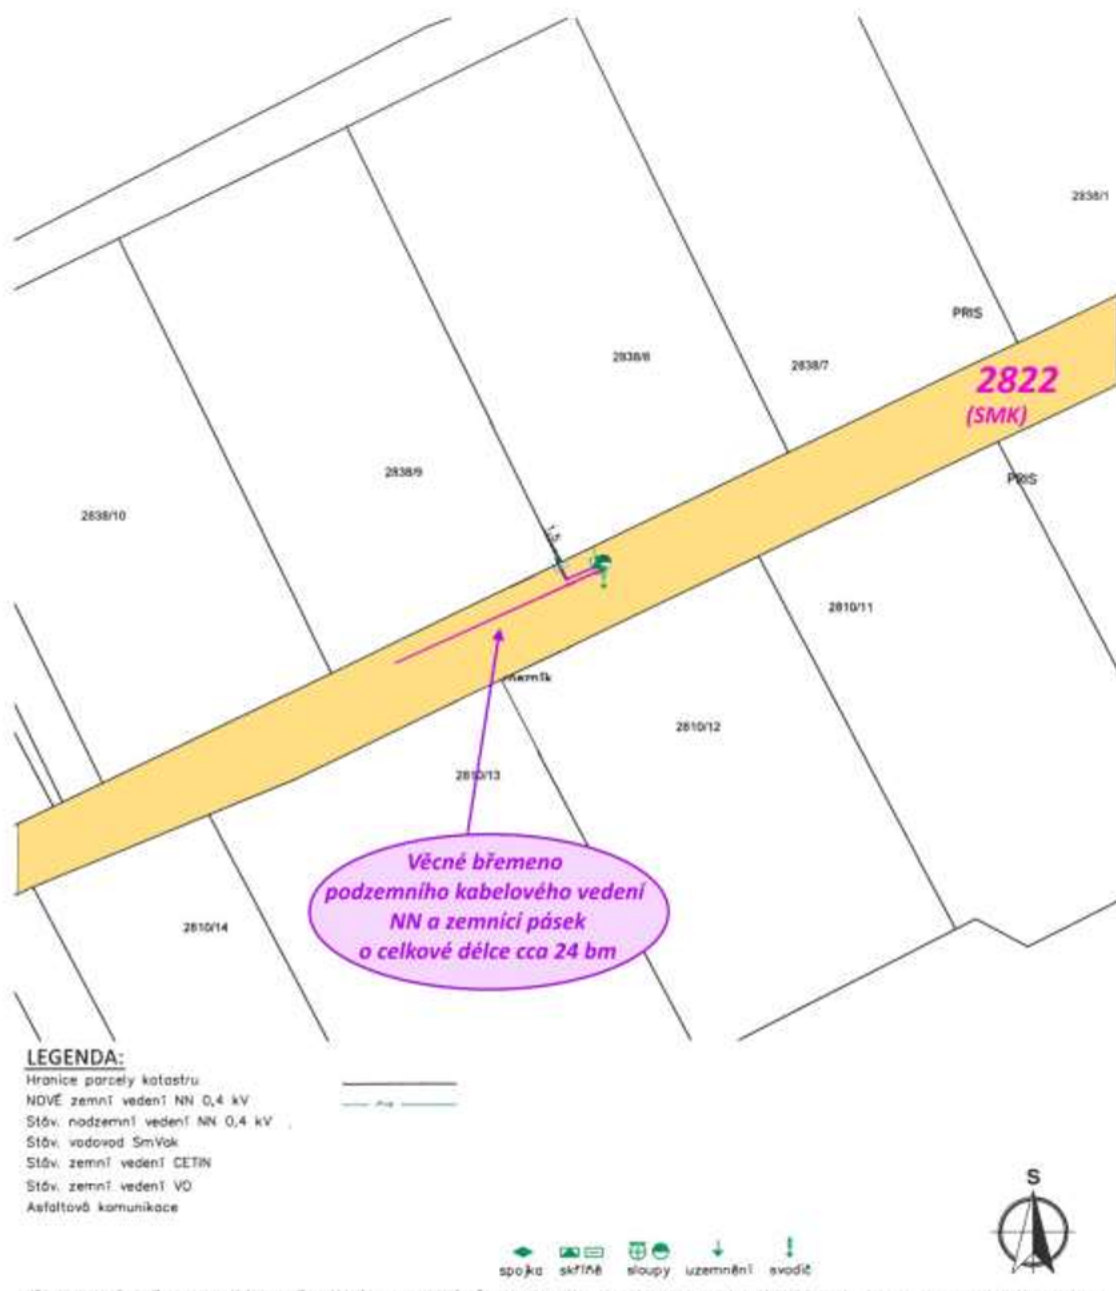 2838/1
PRIS
2838/8
2838/7
2822
(SMK)
2838/9
PRIS
2838/10
1,5
2810/11
2810/12
2810/13
Věcné břemeno
podzemního kabelového vedení
NN a zemnící pásek
o celkové délce cca 24 bm
2810/14
LEGENDA:
Hranice parcely katastru
NOVÉ zemní vedení NN 0,4 kV
Stáv. nadzemní vedení NN 0,4 kV
Stáv. vodovod SmVak
Stáv. zemní vedení CETIN
Stáv. zemní vedení VO
Asfaltová komunikace
S
spojka skříně sloupy uzemnění svodič